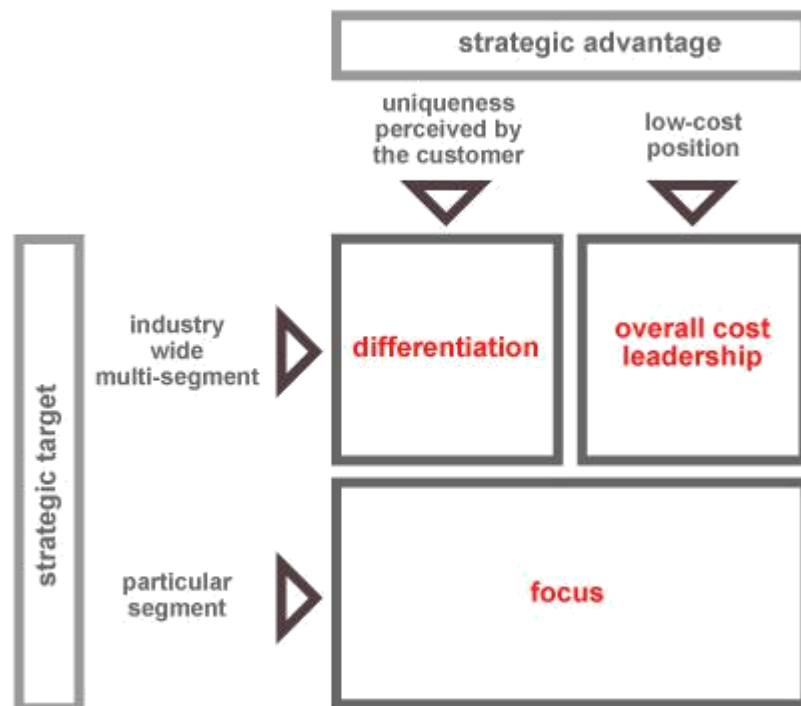 strategic advantage
uniqueness
perceived by
the customer
low-cost
position
strategic target
industry
wide
multi-segment
differentiation
overall cost
leadership
particular
segment
focus